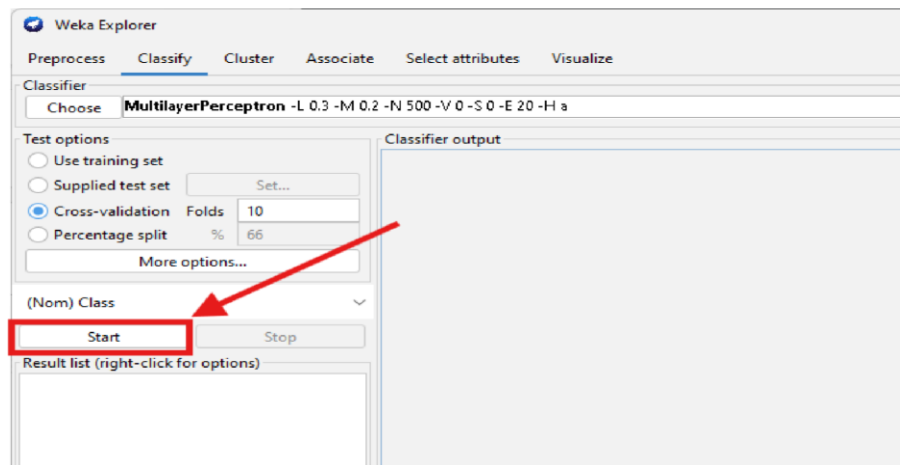 Weka Explorer
Preprocess Classify Cluster Associate Select attributes Visualize
Classifier
Choose MultilayerPerceptron -L 0.3 -M 0.2 -N 500 -V 0 -S 0 -E 20 -H a
Test options
Use training set
Supplied test set Set...
Cross-validation Folds 10
Percentage split % 66
More options...
(Nom) Class
Start Stop
Result list (right-click for options)
Classifier output